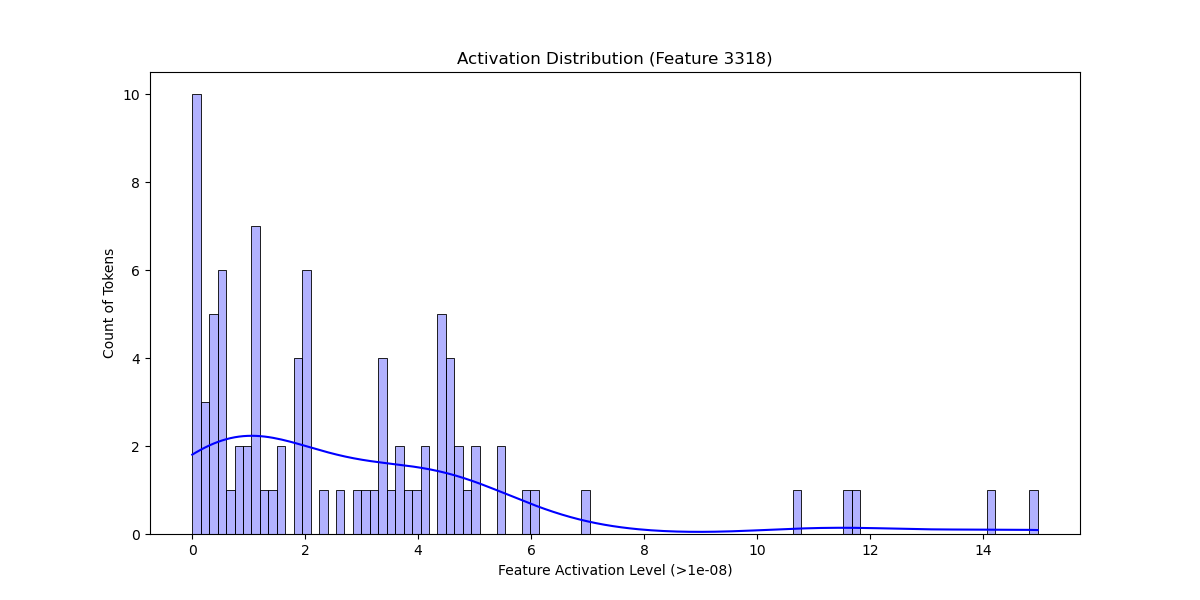 Activation Distribution (Feature 3318)
10
8
6
4
2
0
Count of Tokens
0 2 4 6 8 10 12 14
Feature Activation Level (>1e-08)